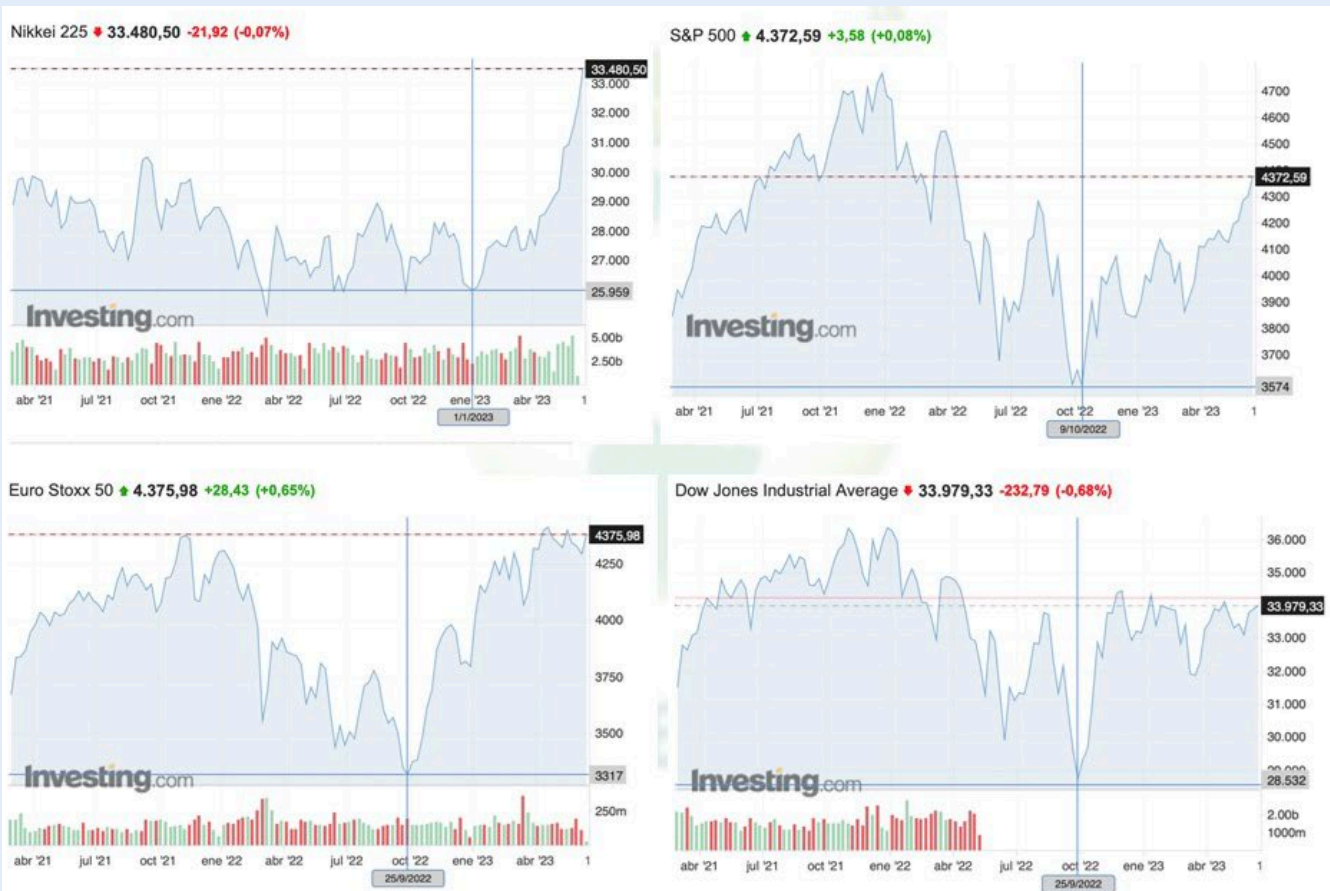 Nikkei 225 33.480,50 -21,92 (-0,07%)
33.480,50
33.000
32.000
31.000
30.000
29.000
28.000
27.000
25.959
Investing.com
5.00b
2.50b
abr '21 jul '21 oct '21 ene '22 abr '22 jul '22 oct '22 ene '23 abr '23 1
1/1/2023
S&P 500 4.372,59 +3,58 (+0,08%)
4700
4600
4500
4372,59
4300
4200
4100
4000
3900
3800
3700
3574
Investing.com
abr '21 jul '21 oct '21 ene '22 abr '22 jul '22 oct '22 ene '23 abr '23 1
9/10/2022
Euro Stoxx 50 4.375,98 +28,43 (+0,65%)
4375,98
4250
4000
3750
3500
3317
Investing.com
250m
abr '21 jul '21 oct '21 ene '22 abr '22 jul '22 oct '22 ene '23 abr '23 1
25/9/2022
Dow Jones Industrial Average 33.979,33 -232,79 (-0,68%)
36.000
35.000
33.979,33
33.000
32.000
31.000
30.000
28.532
Investing.com
2.00b
1000m
abr '21 jul '21 oct '21 ene '22 abr '22 jul '22 oct '22 ene '23 abr '23 1
25/9/2022